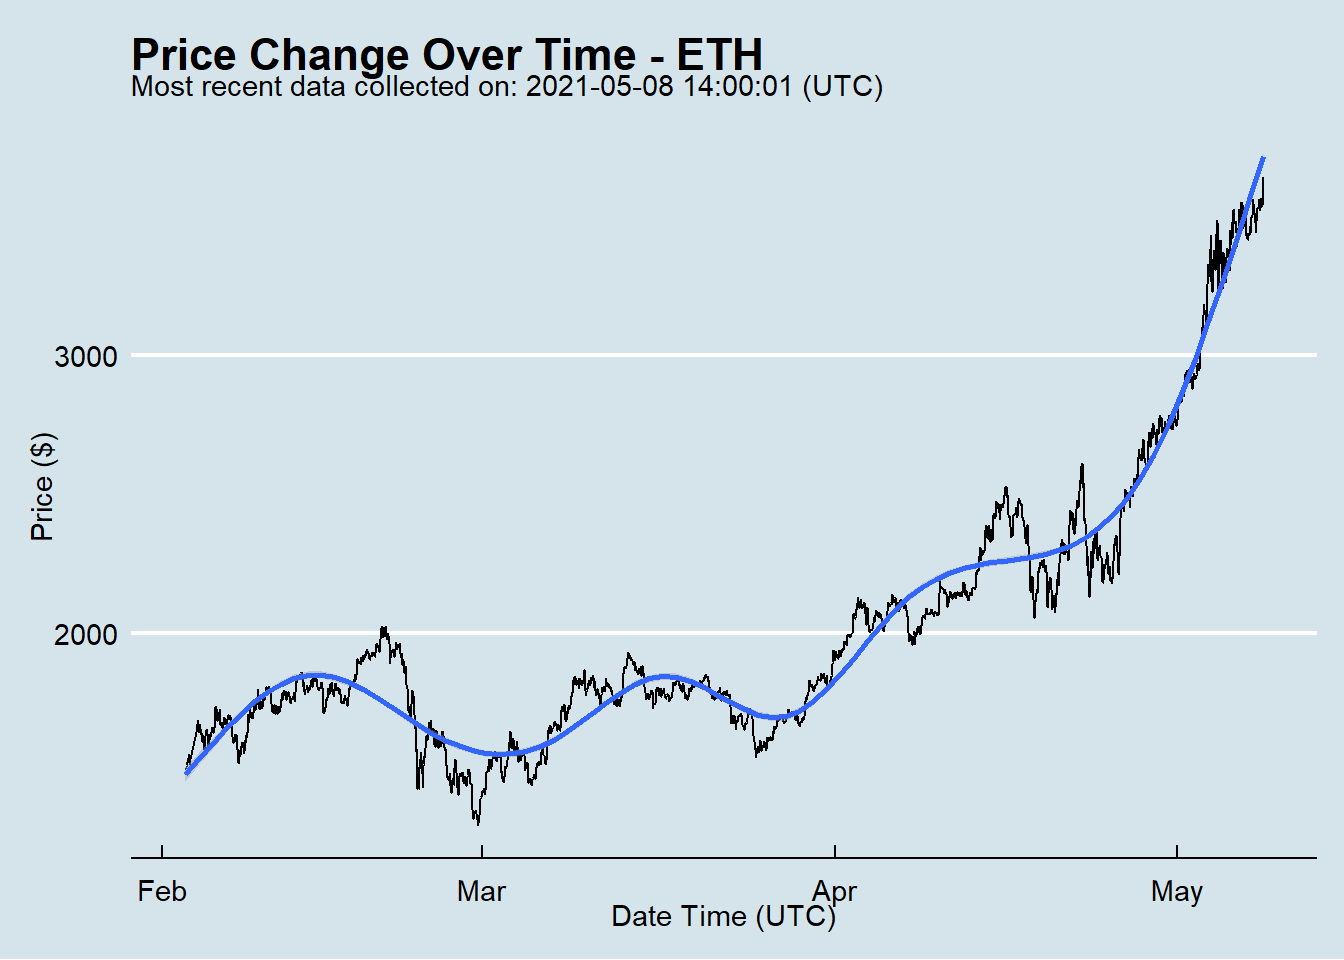 Price Change Over Time - ETH
Most recent data collected on: 2021-05-08 14:00:01 (UTC)
3000
2000
Price ($)
Feb Mar Apr May
Date Time (UTC)